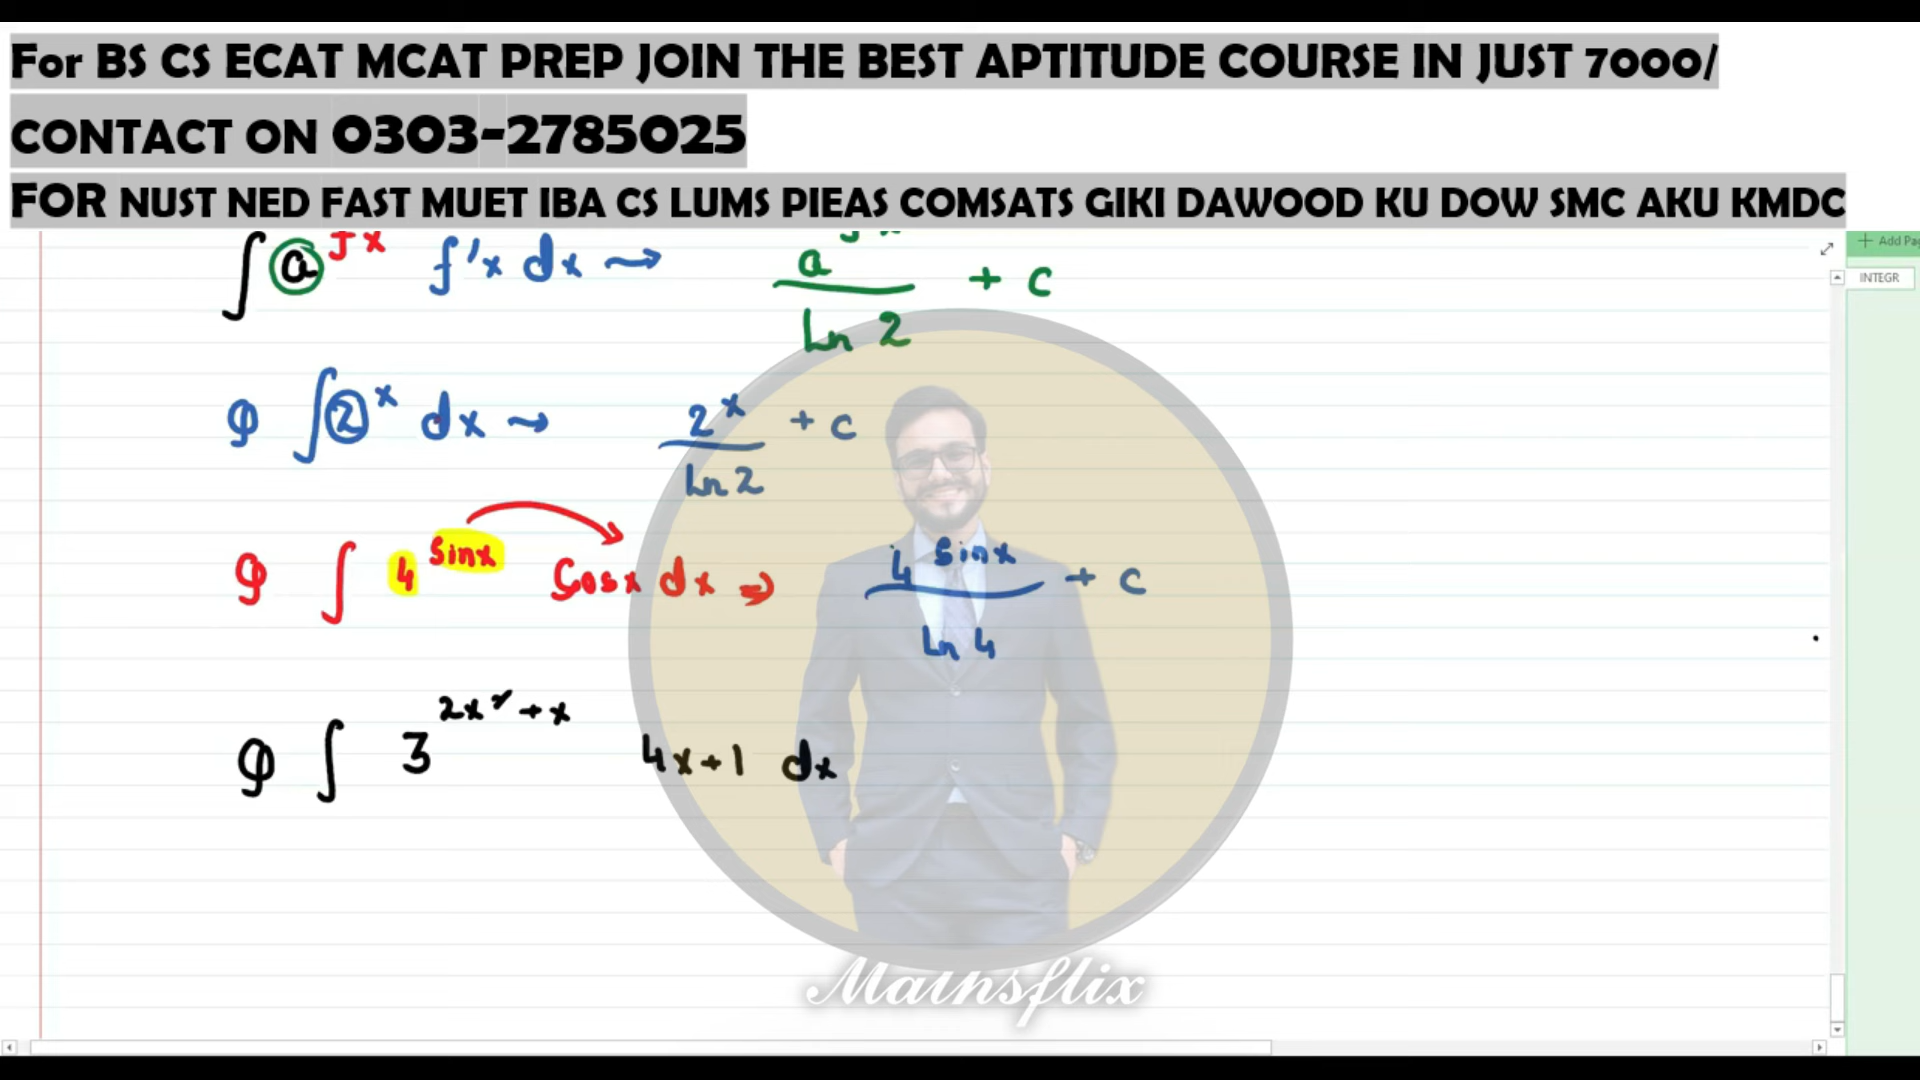 For BS CS ECAT MCAT PREP JOIN THE BEST APTITUDE COURSE IN JUST 7000/
CONTACT ON 0303-2785025
FOR NUST NED FAST MUET IBA CS LUMS PIEAS COMSATS GIKI DAWOOD KU DOW SMC AKU KMDC
+ Add Pag
INTEGR
∫ a^fx f'x dx → a^fx / Ln 2 + c
Q ∫ 2^x dx → 2^x / Ln 2 + c
Q ∫ 4^Sinx Cosx dx ⇒ 4^Sinx / Ln 4 + c
Q ∫ 3^2x²+x 4x+1 dx
Mainsflix